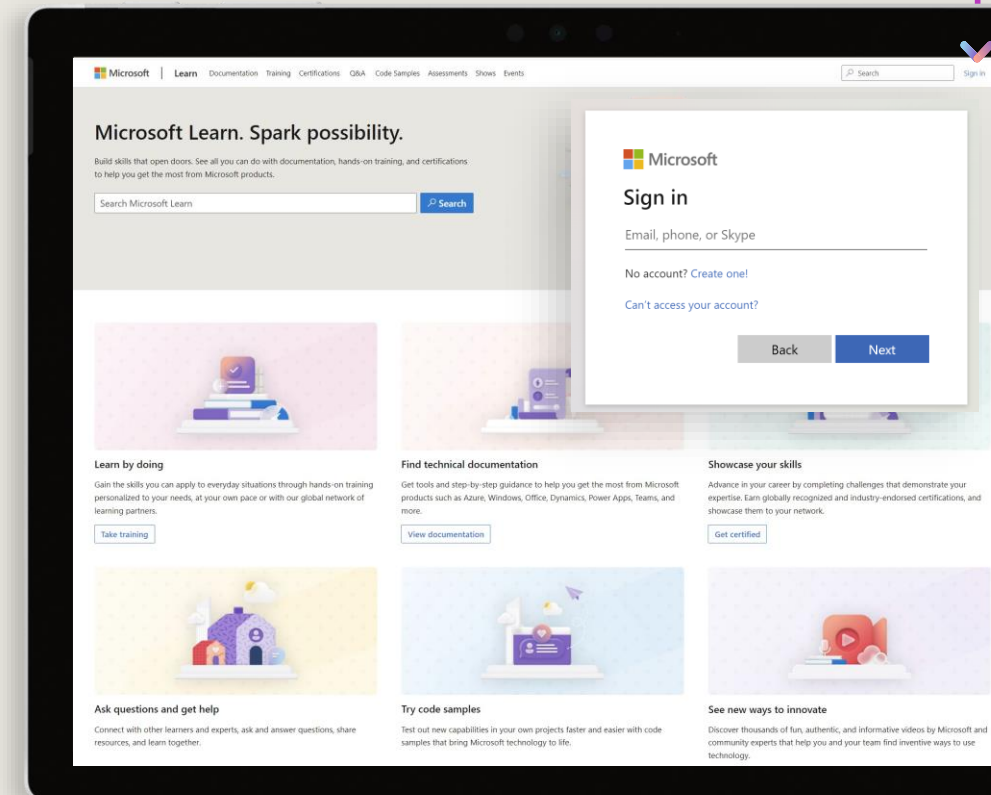 Microsoft | Learn Documentation Training Certifications Q&A Code Samples Assessments Shows Events Search Sign in
Microsoft Learn. Spark possibility.
Build skills that open doors. See all you can do with documentation, hands-on training, and certifications
to help you get the most from Microsoft products.
Search Microsoft Learn Search
Microsoft
Sign in
Email, phone, or Skype
No account? Create one!
Can't access your account?
Back Next
Learn by doing
Gain the skills you can apply to everyday situations through hands-on training
personalized to your needs, at your own pace or with our global network of
learning partners.
Take training
Find technical documentation
Get tools and step-by-step guidance to help you get the most from Microsoft
products such as Azure, Windows, Office, Dynamics, Power Apps, Teams, and
more.
View documentation
Showcase your skills
Advance in your career by completing challenges that demonstrate your
expertise. Earn globally recognized and industry-endorsed certifications, and
showcase them to your network.
Get certified
Ask questions and get help
Connect with other learners and experts, ask and answer questions, share
resources, and learn together.
Try code samples
Test out new capabilities in your own projects faster and easier with code
samples that bring Microsoft technology to life.
See new ways to innovate
Discover thousands of fun, authentic, and informative videos by Microsoft and
community experts that help you and your team find inventive ways to use
technology.